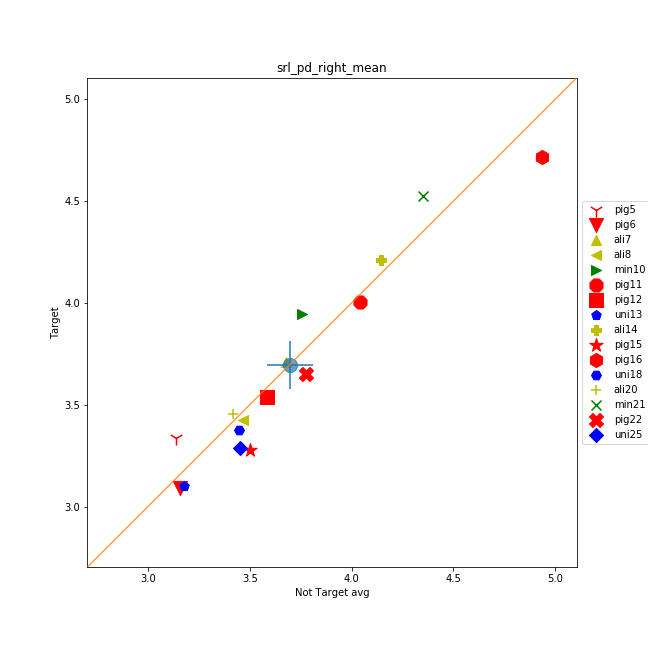 srl_pd_right_mean
5.0
4.5
4.0
3.5
3.0
Target
3.0
3.5
4.0
4.5
5.0
Not Target avg
pig5
pig6
ali7
ali8
min10
pig11
pig12
uni13
ali14
pig15
pig16
uni18
ali20
min21
pig22
uni25